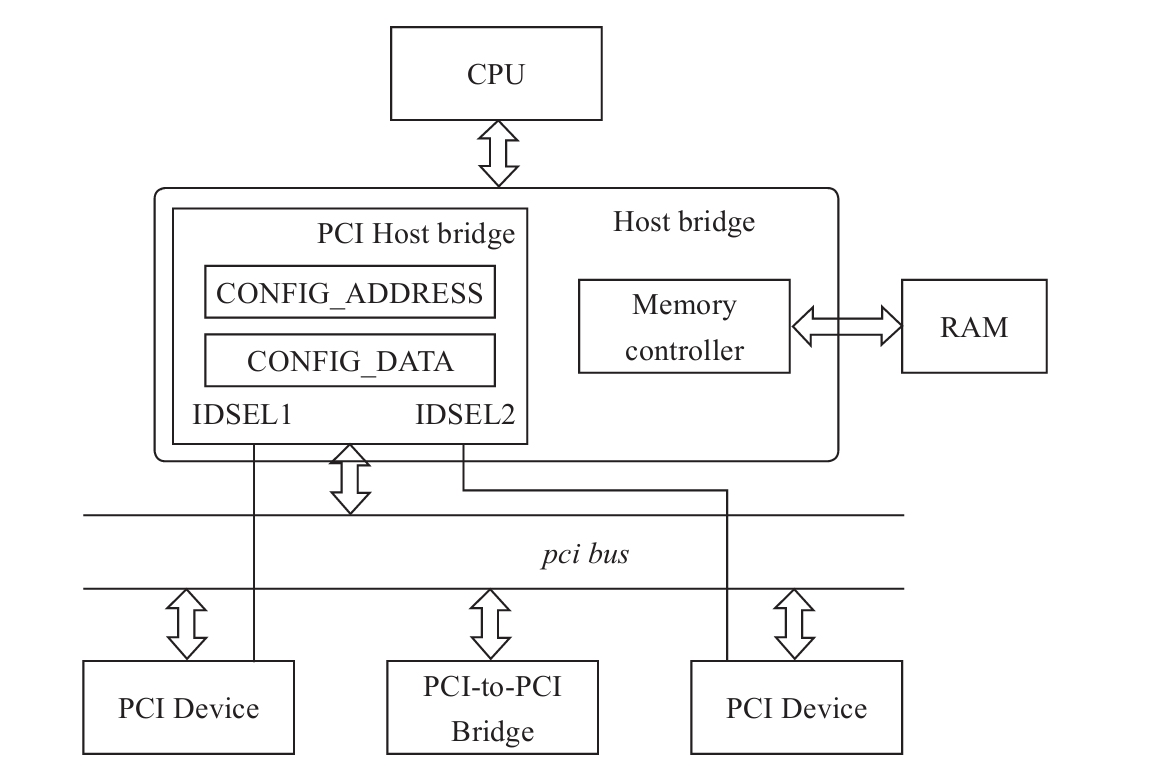 CPU
PCI Host bridge
Host bridge
CONFIG_ADDRESS
CONFIG_DATA
IDSEL1
IDSEL2
Memory
controller
RAM
pci bus
PCI Device
PCI-to-PCI
Bridge
PCI Device